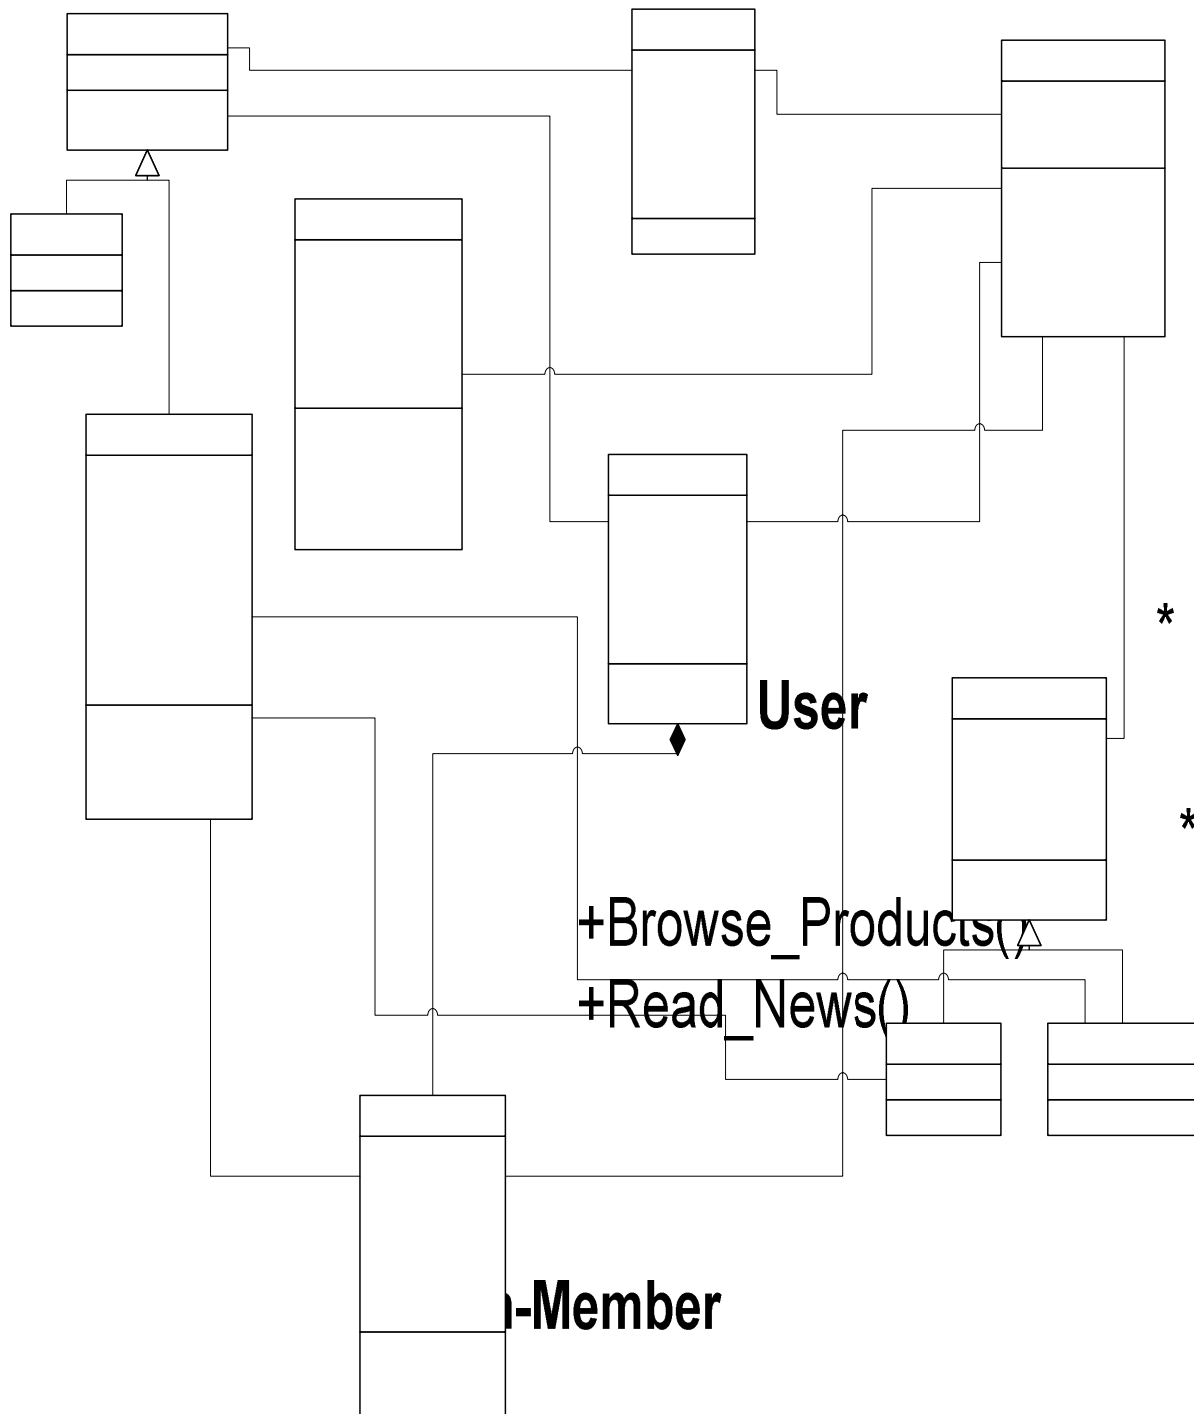 *
User
*
+Browse_Products()
+Read_News()
-Member